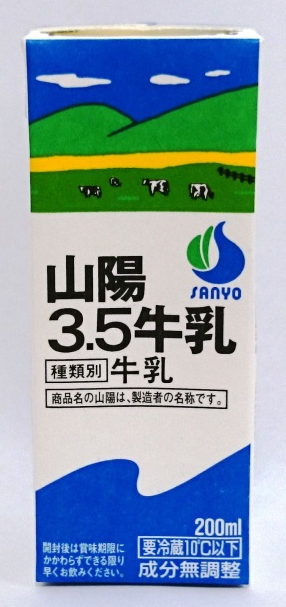 SANYO
山陽
3.5牛乳
種類別 牛乳
商品名の山陽は、製造者の名称です。
200ml
要冷蔵10℃以下
成分無調整
開封後は賞味期限に
かかわらずできる限り
早くお飲みください。